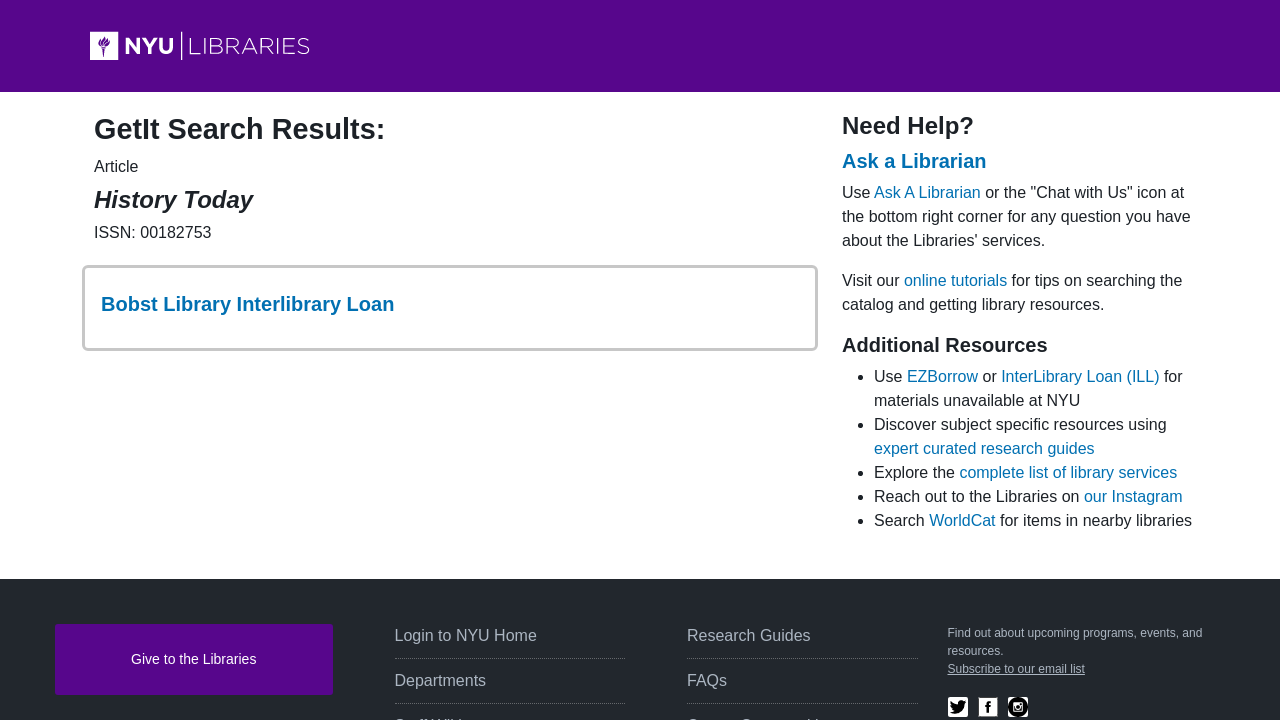 NYU LIBRARIES
GetIt Search Results:
Article
History Today
ISSN: 00182753
Bobst Library Interlibrary Loan
Need Help?
Ask a Librarian
Use Ask A Librarian or the "Chat with Us" icon at
the bottom right corner for any question you have
about the Libraries' services.
Visit our online tutorials for tips on searching the
catalog and getting library resources.
Additional Resources
Use EZBorrow or InterLibrary Loan (ILL) for
materials unavailable at NYU
Discover subject specific resources using
expert curated research guides
Explore the complete list of library services
Reach out to the Libraries on our Instagram
Search WorldCat for items in nearby libraries
Give to the Libraries
Login to NYU Home
Departments
Research Guides
FAQs
Find out about upcoming programs, events, and
resources.
Subscribe to our email list